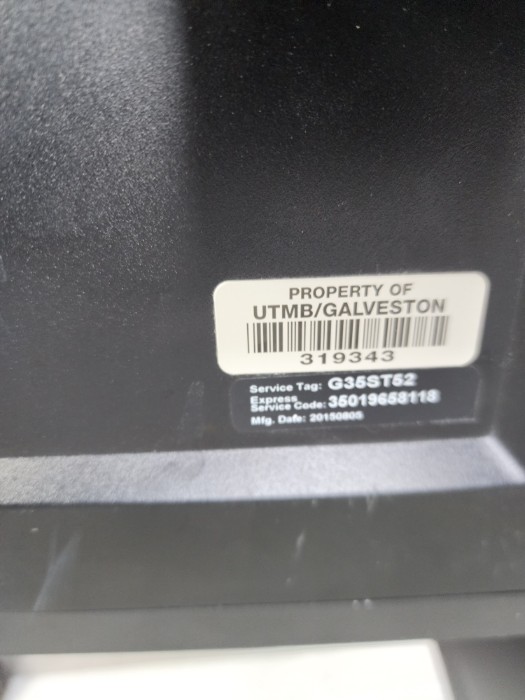 PROPERTY OF
UTMB/GALVESTON
319343
Service Tag: G35ST52
Express
Service Code: 35019658118
Mfg. Date: 20150805